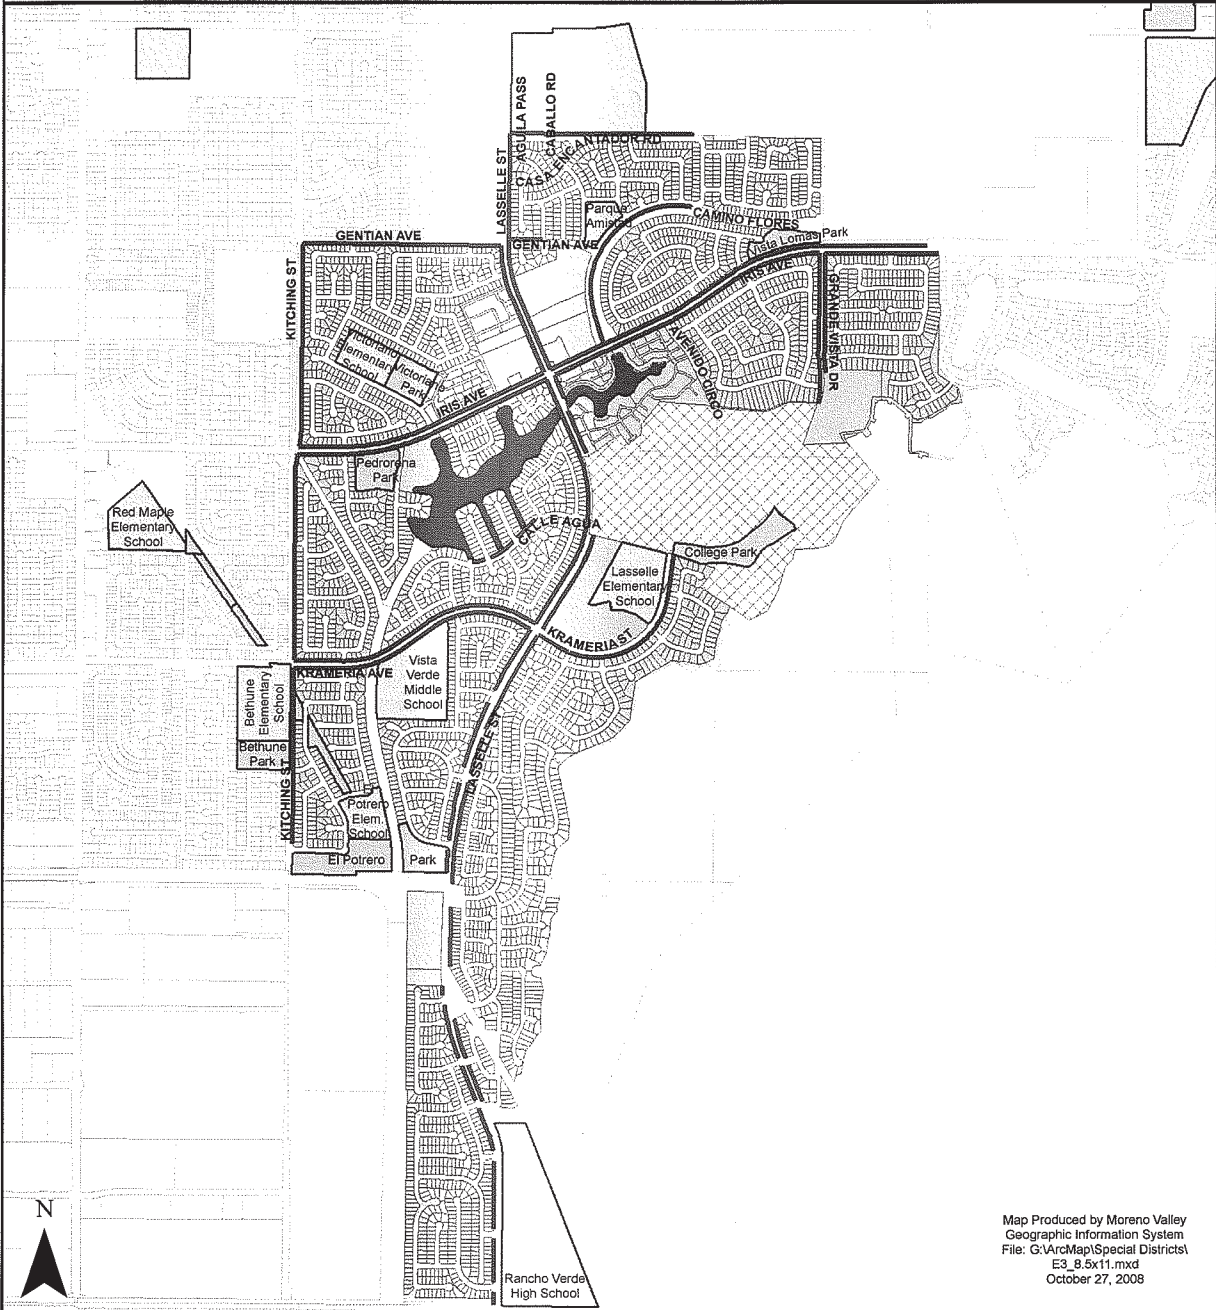 AGUILA PASS
CABALLO RD
LASSELLE ST
CASA ENCANTADOR RD
Parque
Amistad
CAMINO FLORES
Vista Lomas Park
GENTIAN AVE
GENTIAN AVE
KITCHING ST
IRIS AVE
GRANDE VISTA DR
AVENIDO CIRCO
Victoriano
Elementary
School
Victoriano
Park
IRIS AVE
Pedrorena
Park
Red Maple
Elementary
School
CALLE AGUA
College Park
Lasselle
Elementary
School
KRAMERIA ST
KRAMERIA AVE
Vista
Verde
Middle
School
Bethune
Elementary
School
Bethune
Park
KITCHING ST
LASSELLE ST
Potrero
Elem.
School
El Potrero
Park
N
Rancho Verde
High School
Map Produced by Moreno Valley
Geographic Information System
File: G:\ArcMap\Special Districts\
E3_8.5x11.mxd
October 27, 2008